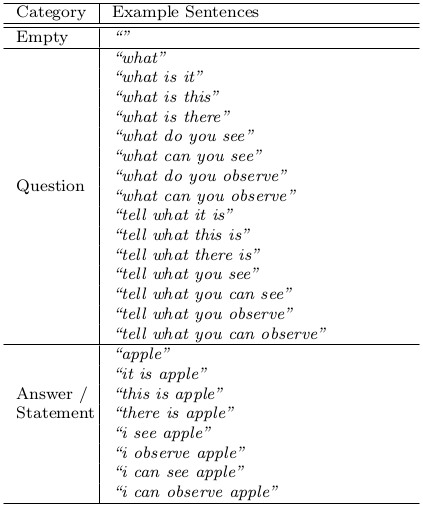 Category Example Sentences
Empty “”
“what”
“what is it”
“what is this”
“what is there”
“what do you see”
“what can you see”
Question “what do you observe”
“what can you observe”
“tell what it is”
“tell what this is”
“tell what there is”
“tell what you see”
“tell what you can see”
“tell what you observe”
“tell what you can observe”
“apple”
“it is apple”
Answer / “this is apple”
Statement “there is apple”
“i see apple”
“i observe apple”
“i can see apple”
“i can observe apple”